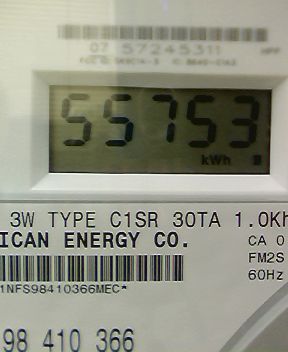 07 57245311
55753
kWh
3W TYPE C1SR 30TA 1.0Kh
ICAN ENERGY CO.
CA 0
FM2S
60Hz
1NFS98410366MEC*
98 410 366